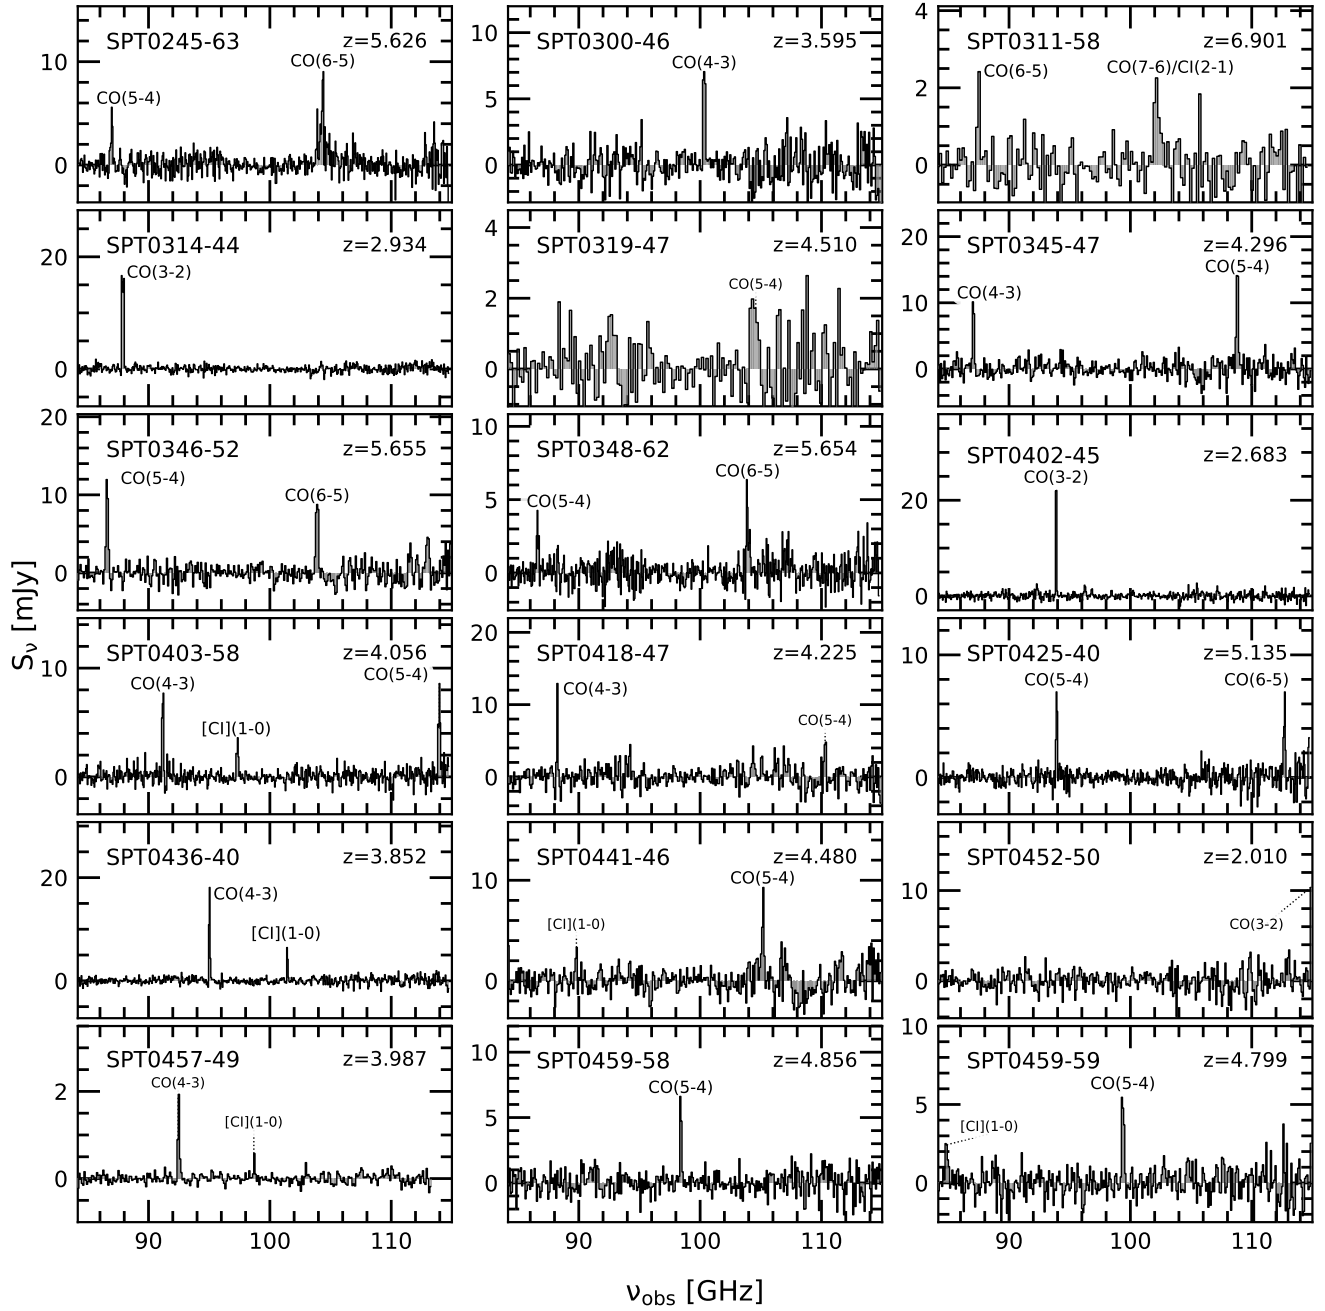 SPT0245-63 z=5.626
CO(5-4) CO(6-5)
10
0
SPT0300-46 z=3.595
CO(4-3)
10
5
0
SPT0311-58 z=6.901
CO(6-5) CO(7-6)/CI(2-1)
4
2
0
SPT0314-44 z=2.934
CO(3-2)
20
0
SPT0319-47 z=4.510
CO(5-4)
4
2
0
SPT0345-47 z=4.296
CO(4-3) CO(5-4)
20
10
0
SPT0346-52 z=5.655
CO(5-4) CO(6-5)
20
10
0
SPT0348-62 z=5.654
CO(5-4) CO(6-5)
10
5
0
SPT0402-45 z=2.683
CO(3-2)
20
0
SPT0403-58 z=4.056
CO(4-3) [CI](1-0) CO(5-4)
10
0
SPT0418-47 z=4.225
CO(4-3) CO(5-4)
20
10
0
SPT0425-40 z=5.135
CO(5-4) CO(6-5)
10
0
SPT0436-40 z=3.852
CO(4-3) [CI](1-0)
20
0
SPT0441-46 z=4.480
[CI](1-0) CO(5-4)
10
0
SPT0452-50 z=2.010
CO(3-2)
10
0
SPT0457-49 z=3.987
CO(4-3) [CI](1-0)
2
0
SPT0459-58 z=4.856
CO(5-4)
10
5
0
SPT0459-59 z=4.799
[CI](1-0) CO(5-4)
10
5
0
90 100 110 90 100 110 90 100 110
Sν [mJy]
νobs [GHz]